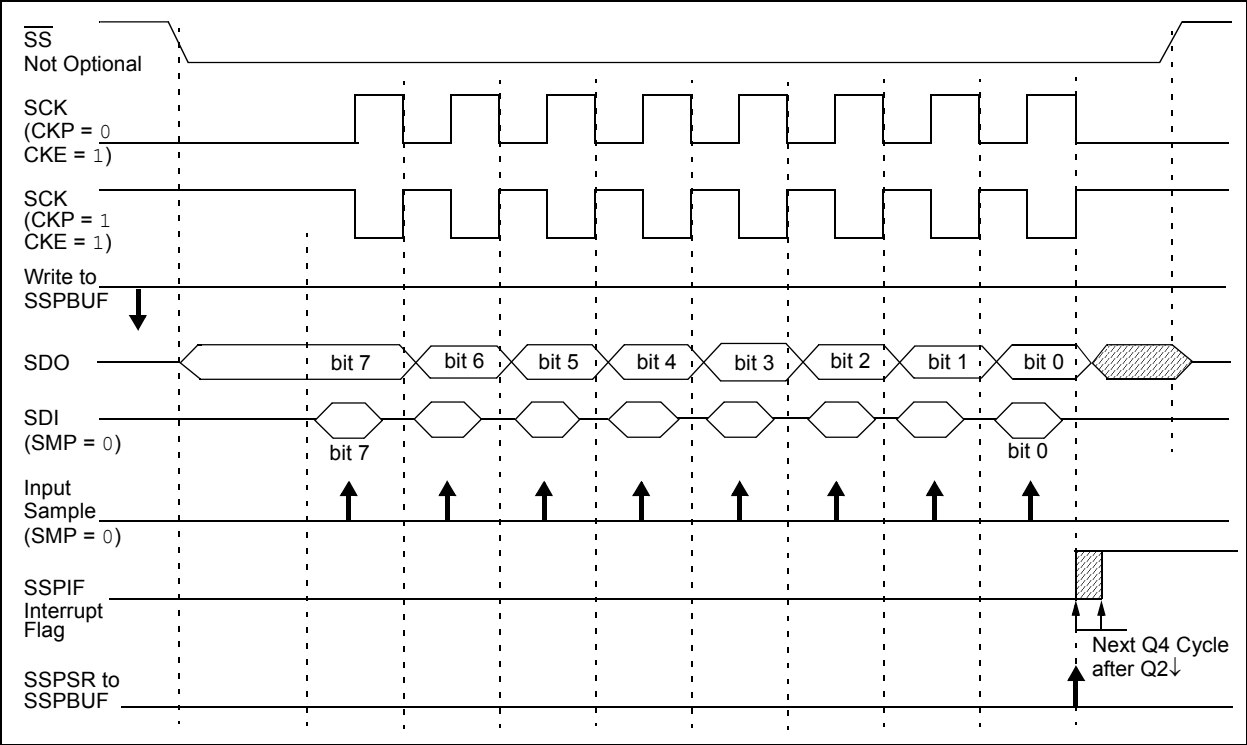 SS
Not Optional
SCK
(CKP = 0
CKE = 1)
SCK
(CKP = 1
CKE = 1)
Write to
SSPBUF
SDO
bit 7 bit 6 bit 5 bit 4 bit 3 bit 2 bit 1 bit 0
SDI
(SMP = 0)
bit 7 bit 0
Input
Sample
(SMP = 0)
SSPIF
Interrupt
Flag
Next Q4 Cycle
after Q2↓
SSPSR to
SSPBUF